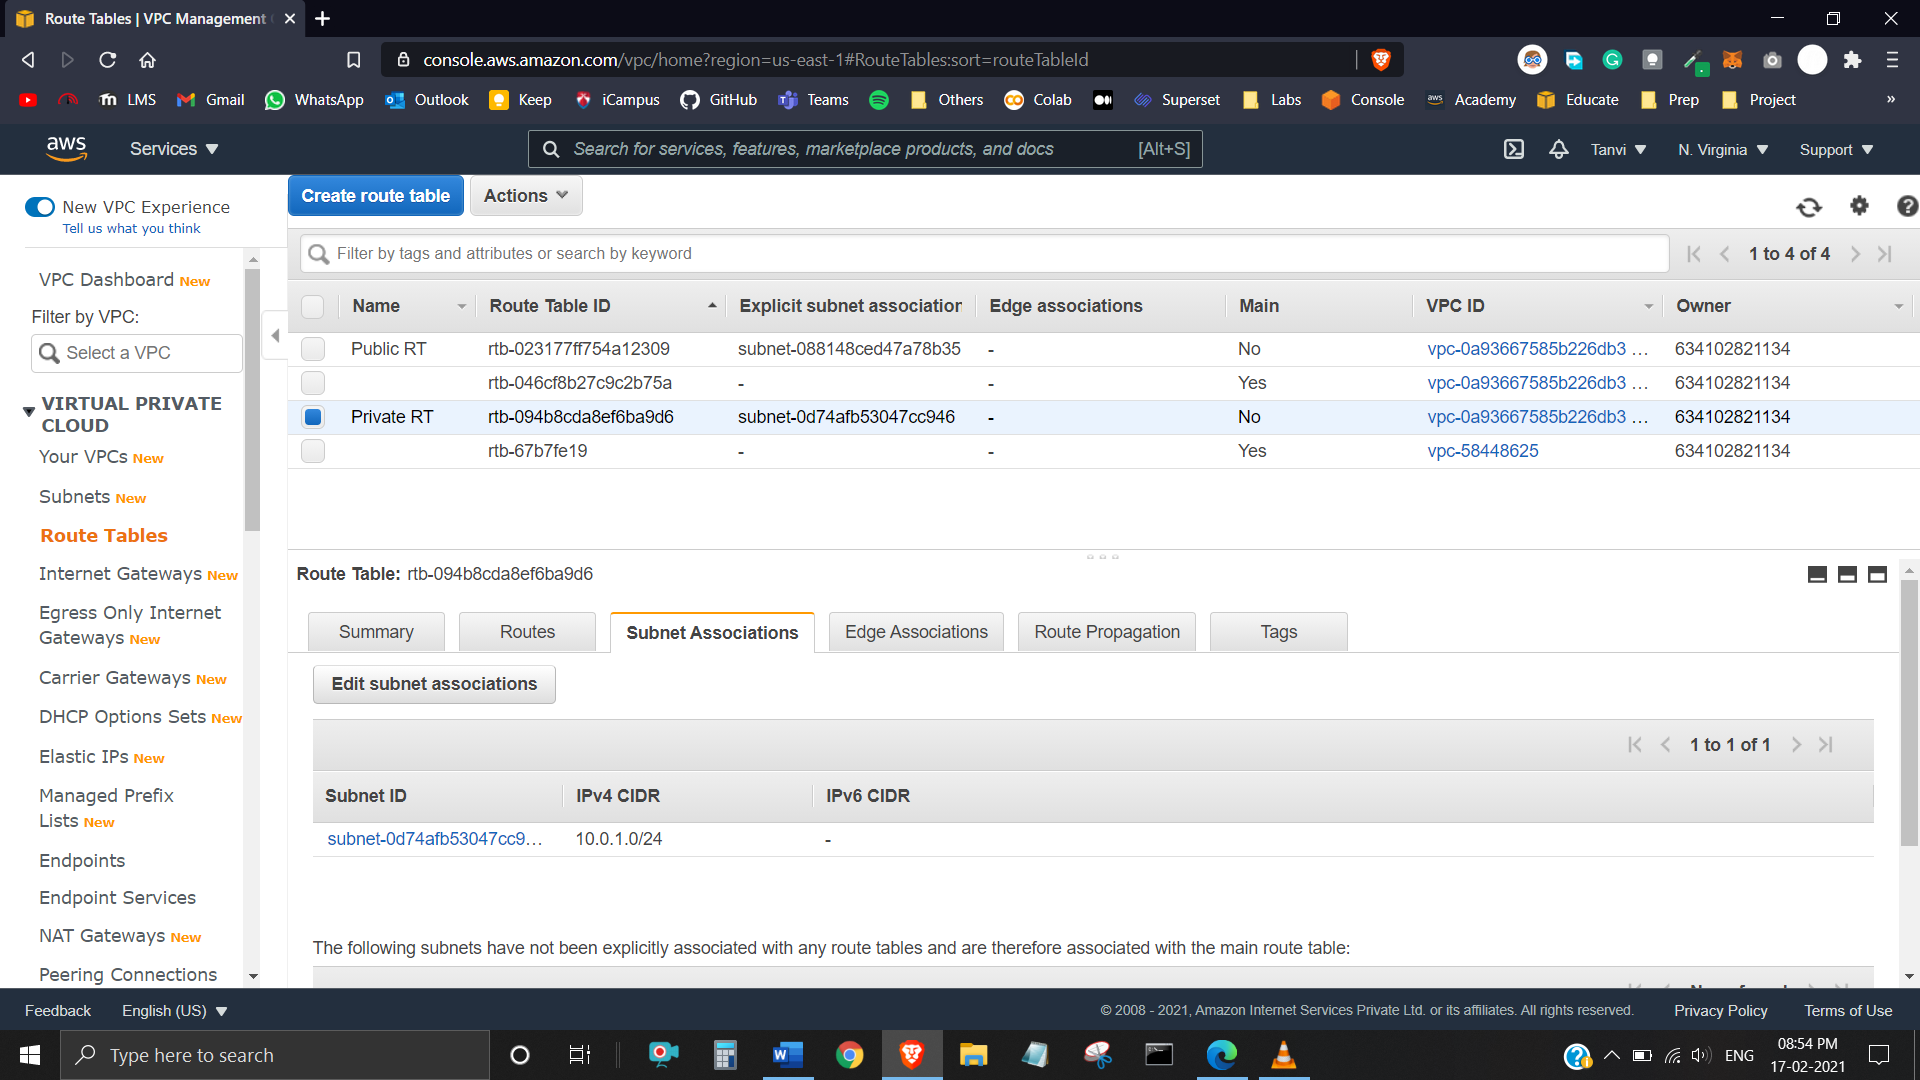 Route Tables | VPC Management
console.aws.amazon.com/vpc/home?region=us-east-1#RouteTables:sort=routeTableId
LMS
Gmail
WhatsApp
Outlook
Keep
iCampus
GitHub
Teams
Others
Colab
Superset
Labs
Console
aws
Academy
Educate
Prep
Project
»
aws
Services
Search for services, features, marketplace products, and docs
[Alt+S]
Tanvi
N. Virginia
Support
New VPC Experience
Tell us what you think
VPC Dashboard New
Filter by VPC:
Select a VPC
VIRTUAL PRIVATE
CLOUD
Your VPCs New
Subnets New
Route Tables
Internet Gateways New
Egress Only Internet
Gateways New
Carrier Gateways New
DHCP Options Sets New
Elastic IPs New
Managed Prefix
Lists New
Endpoints
Endpoint Services
NAT Gateways New
Peering Connections
Create route table
Actions
Filter by tags and attributes or search by keyword
1 to 4 of 4
Name Route Table ID Explicit subnet association Edge associations Main VPC ID Owner
Public RT rtb-023177ff754a12309 subnet-088148ced47a78b35 - No vpc-0a93667585b226db3 ... 634102821134
rtb-046cf8b27c9c2b75a - - Yes vpc-0a93667585b226db3 ... 634102821134
Private RT rtb-094b8cda8ef6ba9d6 subnet-0d74afb53047cc946 - No vpc-0a93667585b226db3 ... 634102821134
rtb-67b7fe19 - - Yes vpc-58448625 634102821134
Route Table: rtb-094b8cda8ef6ba9d6
Summary
Routes
Subnet Associations
Edge Associations
Route Propagation
Tags
Edit subnet associations
1 to 1 of 1
Subnet ID IPv4 CIDR IPv6 CIDR
subnet-0d74afb53047cc9... 10.0.1.0/24 -
The following subnets have not been explicitly associated with any route tables and are therefore associated with the main route table:
Feedback
English (US)
© 2008 - 2021, Amazon Internet Services Private Ltd. or its affiliates. All rights reserved.
Privacy Policy
Terms of Use
Type here to search
ENG
08:54 PM
17-02-2021